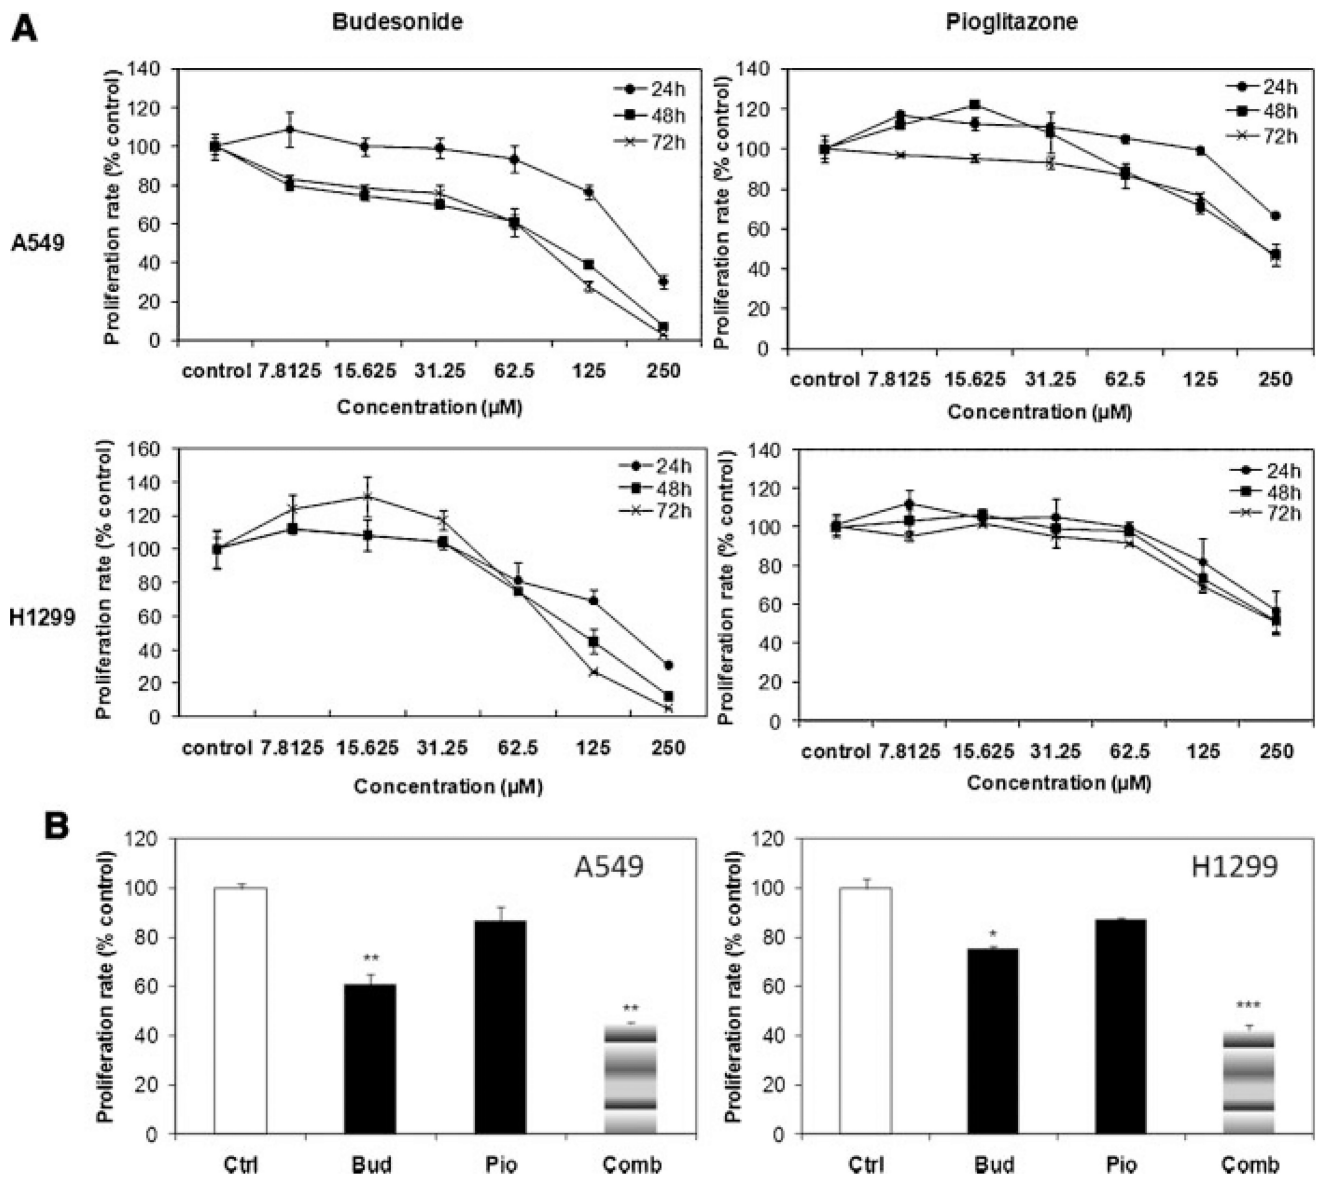 A
Budesonide
Pioglitazone
A549
Proliferation rate (% control)
140
120
100
80
60
40
20
0
24h
48h
72h
control 7.8125 15.625 31.25 62.5 125 250
Concentration (µM)
Proliferation rate (% control)
140
120
100
80
60
40
20
0
24h
48h
72h
control 7.8125 15.625 31.25 62.5 125 250
Concentration (µM)
H1299
Proliferation rate (% control)
160
140
120
100
80
60
40
20
0
24h
48h
72h
control 7.8125 15.625 31.25 62.5 125 250
Concentration (µM)
Proliferation rate (% control)
140
120
100
80
60
40
20
0
24h
48h
72h
control 7.8125 15.625 31.25 62.5 125 250
Concentration (µM)
B
Proliferation rate (% control)
120
100
80
60
40
20
0
A549
**
**
Ctrl Bud Pio Comb
Proliferation rate (% control)
120
100
80
60
40
20
0
H1299
*
***
Ctrl Bud Pio Comb